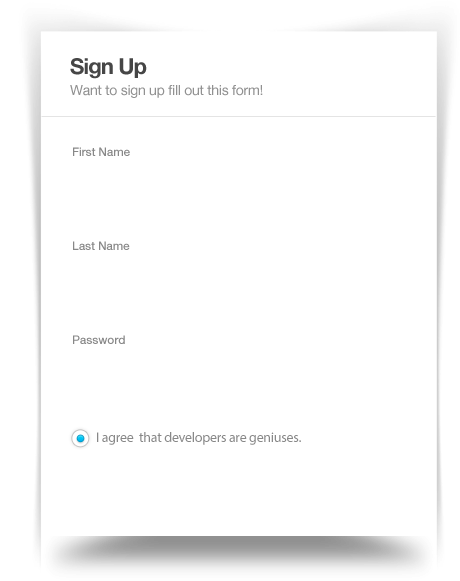 Sign Up
Want to sign up fill out this form!
First Name
Last Name
Password
I agree  that developers are geniuses.